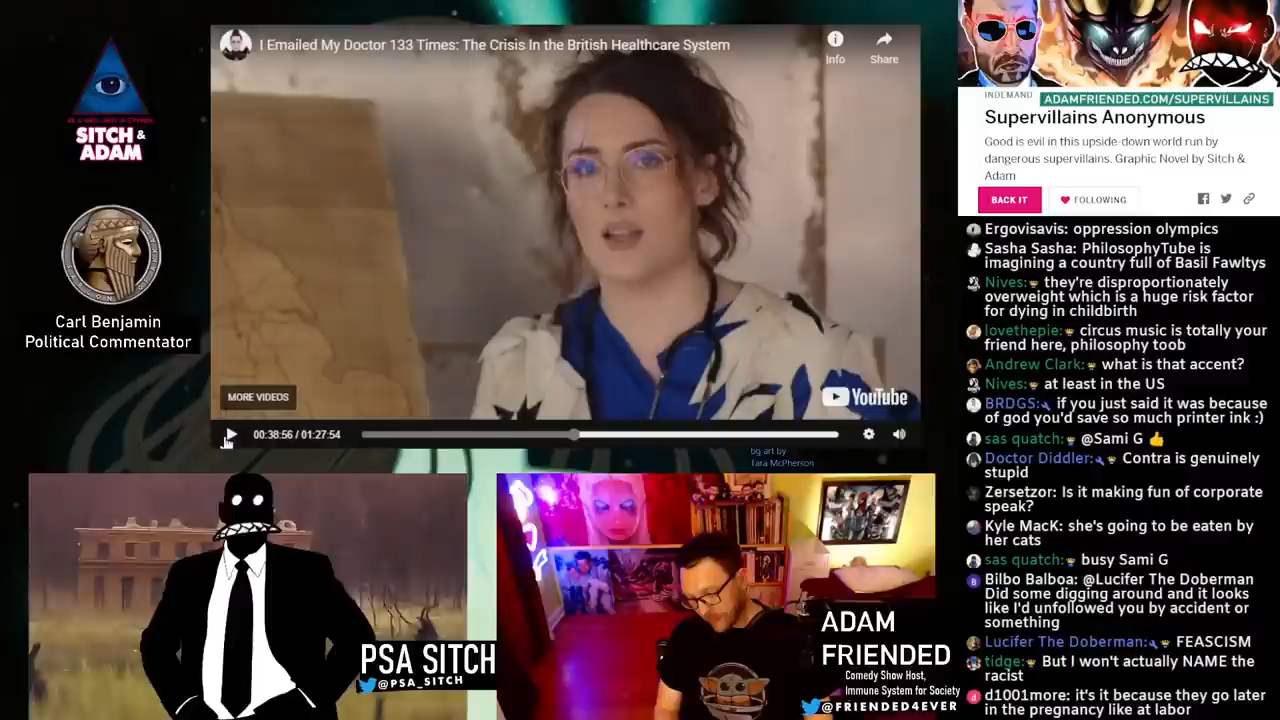 I Emailed My Doctor 133 Times: The Crisis In the British Healthcare System
Info
Share
SITCH &
ADAM
Carl Benjamin
Political Commentator
MORE VIDEOS
YouTube
00:38:56 / 01:27:54
bg art by
Tara McPherson
PSA SITCH
@PSA_SITCH
ADAM
FRIENDED
Comedy Show Host,
Immune System for Society
@FRIENDED4EVER
INDEMAND
ADAMFRIENDED.COM/SUPERVILLAINS
Supervillains Anonymous
Good is evil in this upside-down world run by
dangerous supervillains. Graphic Novel by Sitch &
Adam
BACK IT
FOLLOWING
Ergovisavis: oppression olympics
Sasha Sasha: PhilosophyTube is
imagining a country full of Basil Fawltys
Nives: they're disproportionately
overweight which is a huge risk factor
for dying in childbirth
lovethepie: circus music is totally your
friend here, philosophy toob
Andrew Clark: what is that accent?
Nives: at least in the US
BRDGS: if you just said it was because
of god you'd save so much printer ink :)
sas quatch: @Sami G 👍
Doctor Diddler: Contra is genuinely
stupid
Zersetzor: Is it making fun of corporate
speak?
Kyle MacK: she's going to be eaten by
her cats
sas quatch: busy Sami G
Bilbo Balboa: @Lucifer The Doberman
Did some digging around and it looks
like I'd unfollowed you by accident or
something
Lucifer The Doberman: FEASCISM
tidge: But I won't actually NAME the
racist
d1001more: it's it because they go later
in the pregnancy like at labor